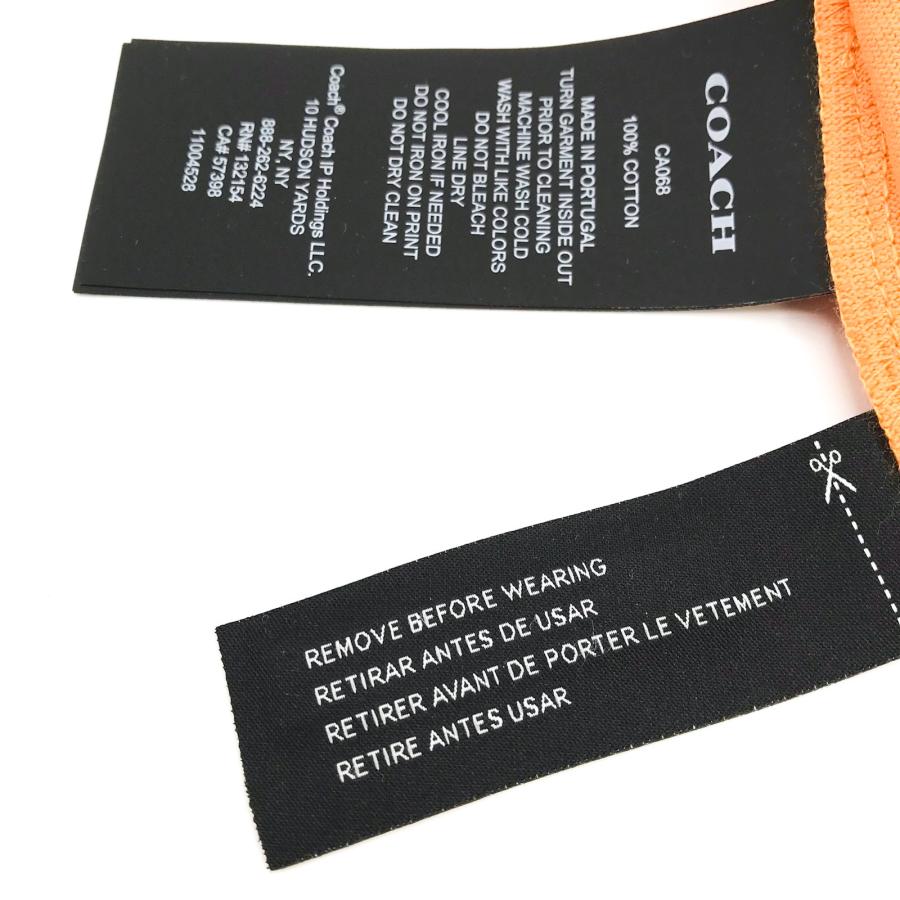 COACH
CA068
100% COTTON
MADE IN PORTUGAL
TURN GARMENT INSIDE OUT
PRIOR TO CLEANING
MACHINE WASH COLD
WASH WITH LIKE COLORS
DO NOT BLEACH
LINE DRY
COOL IRON IF NEEDED
DO NOT IRON ON PRINT
DO NOT DRY CLEAN
Coach® Coach IP Holdings LLC.
10 HUDSON YARDS
NY, NY
888-262-6224
RN# 132154
CA# 57398
11004528
REMOVE BEFORE WEARING
RETIRAR ANTES DE USAR
RETIRER AVANT DE PORTER LE VETEMENT
RETIRE ANTES USAR